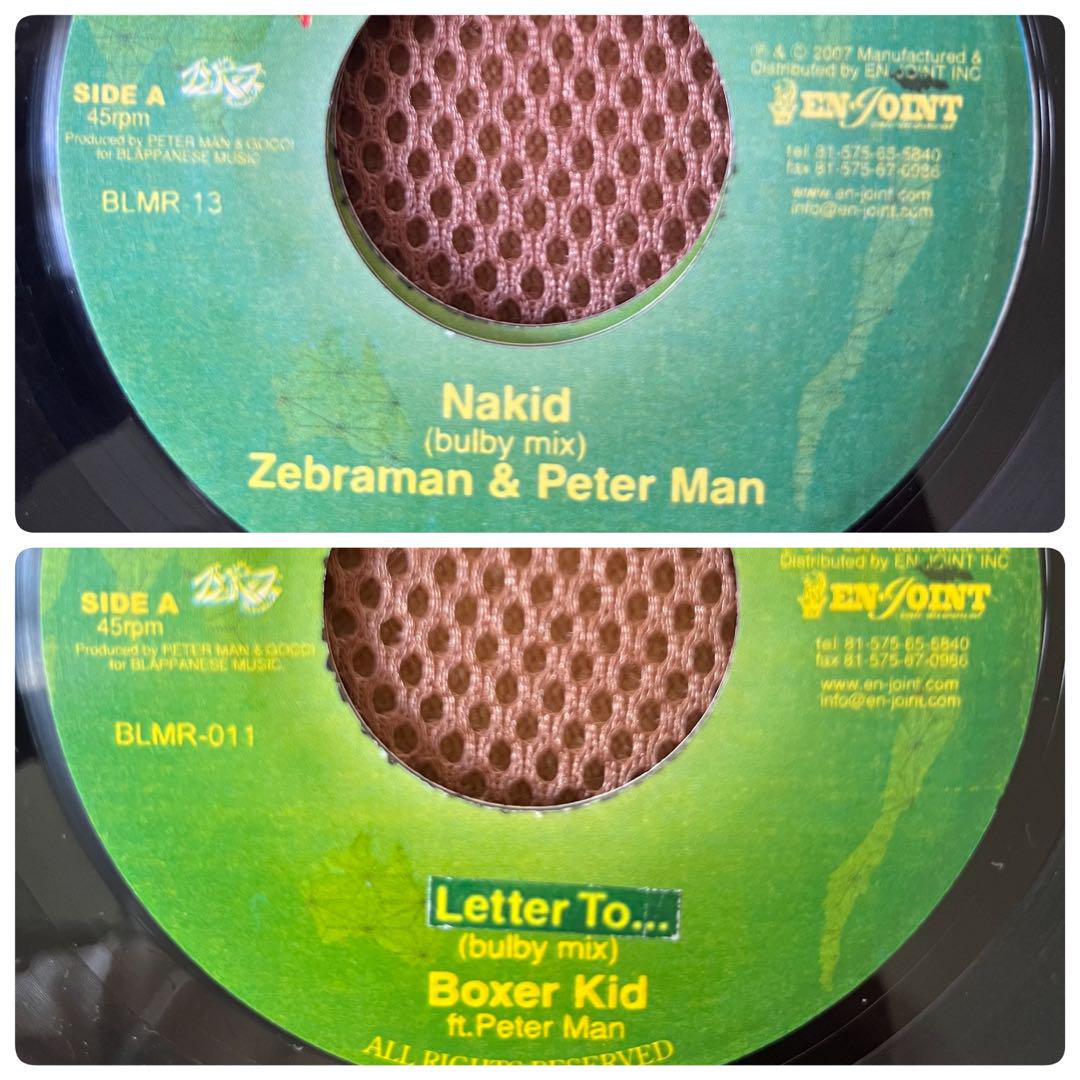 SIDE A
45rpm
Produced by PETER MAN & GOCCI
for BLAPPANESE MUSIC
BLMR 13
℗ & © 2007 Manufactured &
Distributed by EN-JOINT INC
EN-JOINT
tel 81-575-65-5840
fax 81-575-67-0986
www.en-joint.com
info@en-joint.com
Nakid
(bulby mix)
Zebraman & Peter Man
SIDE A
45rpm
Produced by PETER MAN & GOCCI
for BLAPPANESE MUSIC
BLMR-011
Distributed by EN-JOINT INC
EN-JOINT
tel 81-575-65-5840
fax 81-575-67-0986
www.en-joint.com
info@en-joint.com
Letter To...
(bulby mix)
Boxer Kid
ft.Peter Man
ALL RIGHTS RESERVED